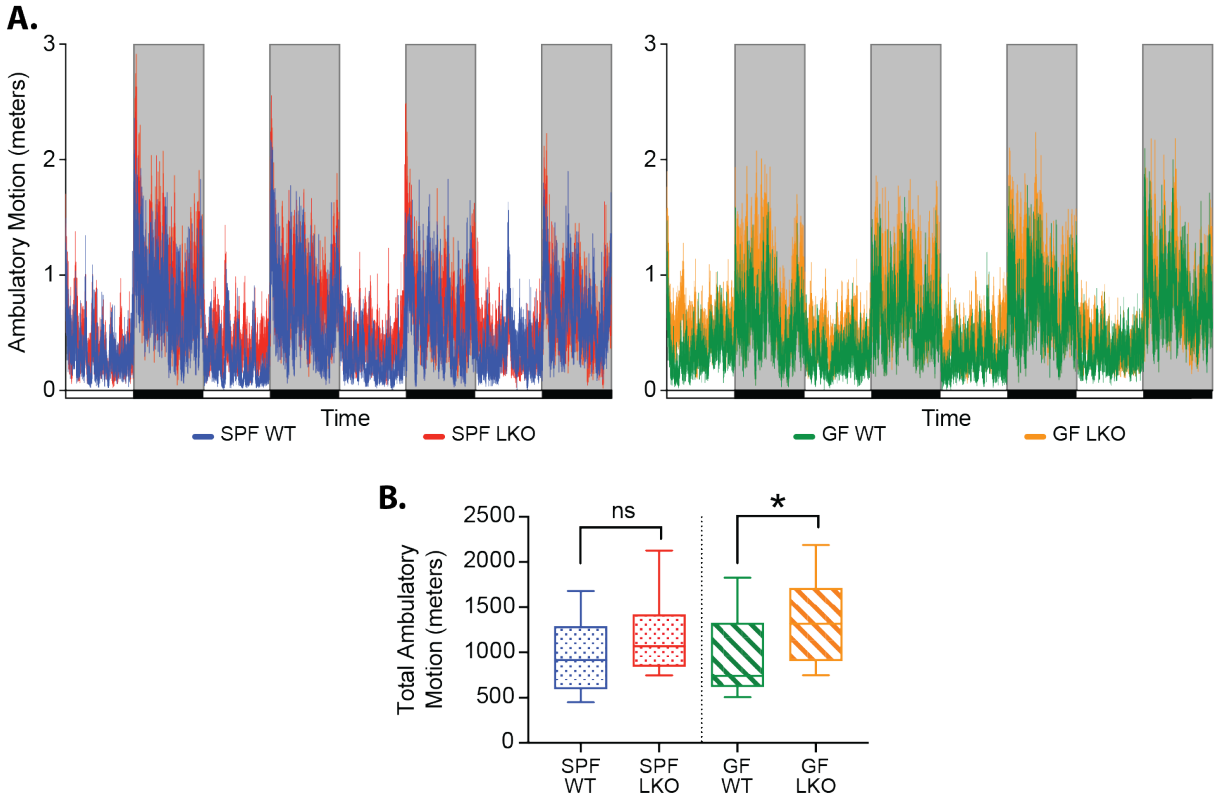 A.
Ambulatory Motion (meters)
3
2
1
0
Time
SPF WT
SPF LKO
3
2
1
0
Time
GF WT
GF LKO
B.
Total Ambulatory
Motion (meters)
2500
2000
1500
1000
500
0
ns
*
SPF
WT
SPF
LKO
GF
WT
GF
LKO